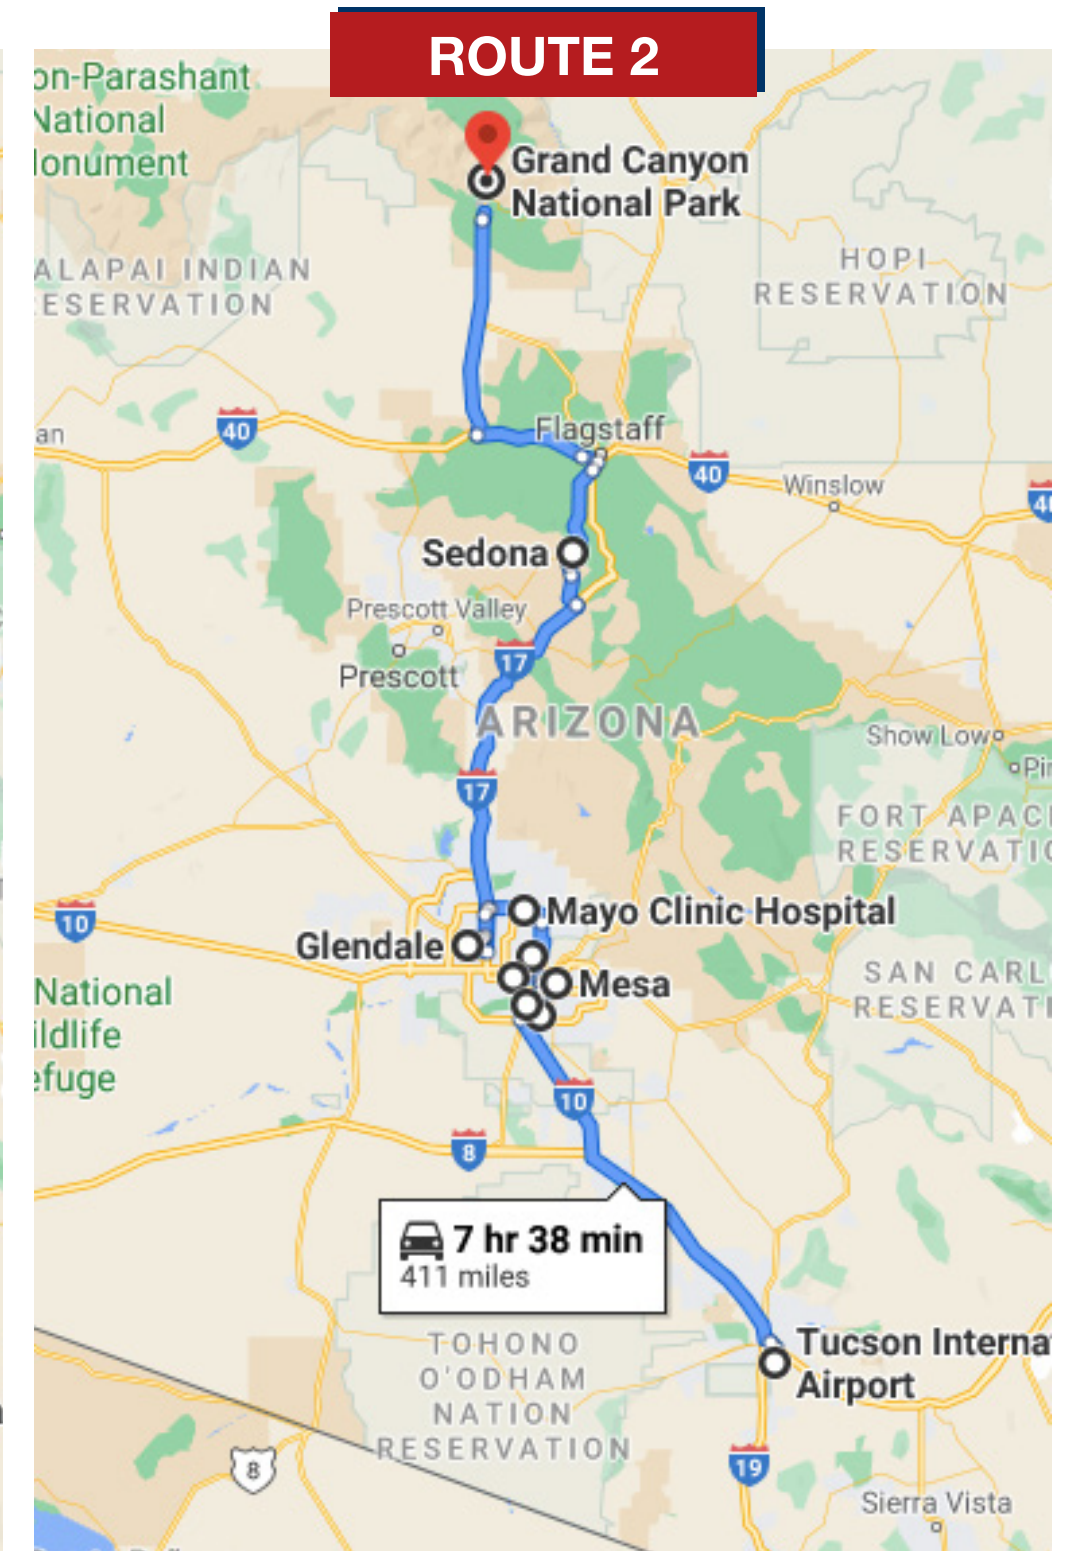 ROUTE 2
on-Parashant
National
onument
Grand Canyon
National Park
ALAPAI INDIAN
ESERVATION
HOPI
RESERVATION
40
an
Flagstaff
40
Winslow
Sedona
Prescott Valley
Prescott
17
ARIZONA
Show Low
17
FORT APAC
RESERVATIO
10
Mayo Clinic Hospital
Glendale
Mesa
SAN CARL
RESERVATI
National
ildlife
efuge
10
8
7 hr 38 min
411 miles
TOHONO
O'ODHAM
NATION
RESERVATION
Tucson Interna
Airport
8
19
Sierra Vista